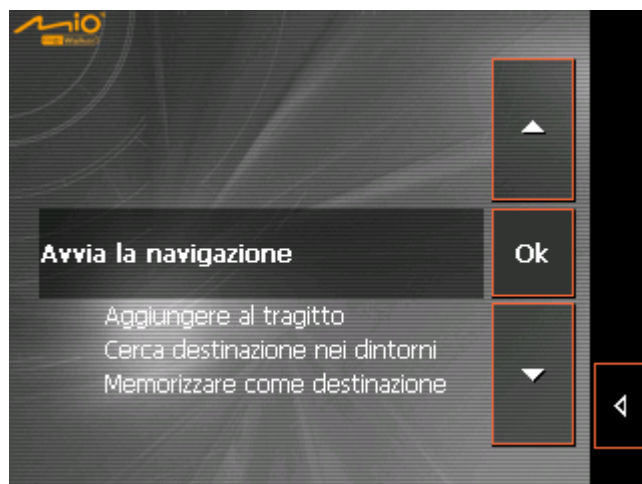 Mio
Avvia la navigazione
Ok
Aggiungere al tragitto
Cerca destinazione nei dintorni
Memorizzare come destinazione